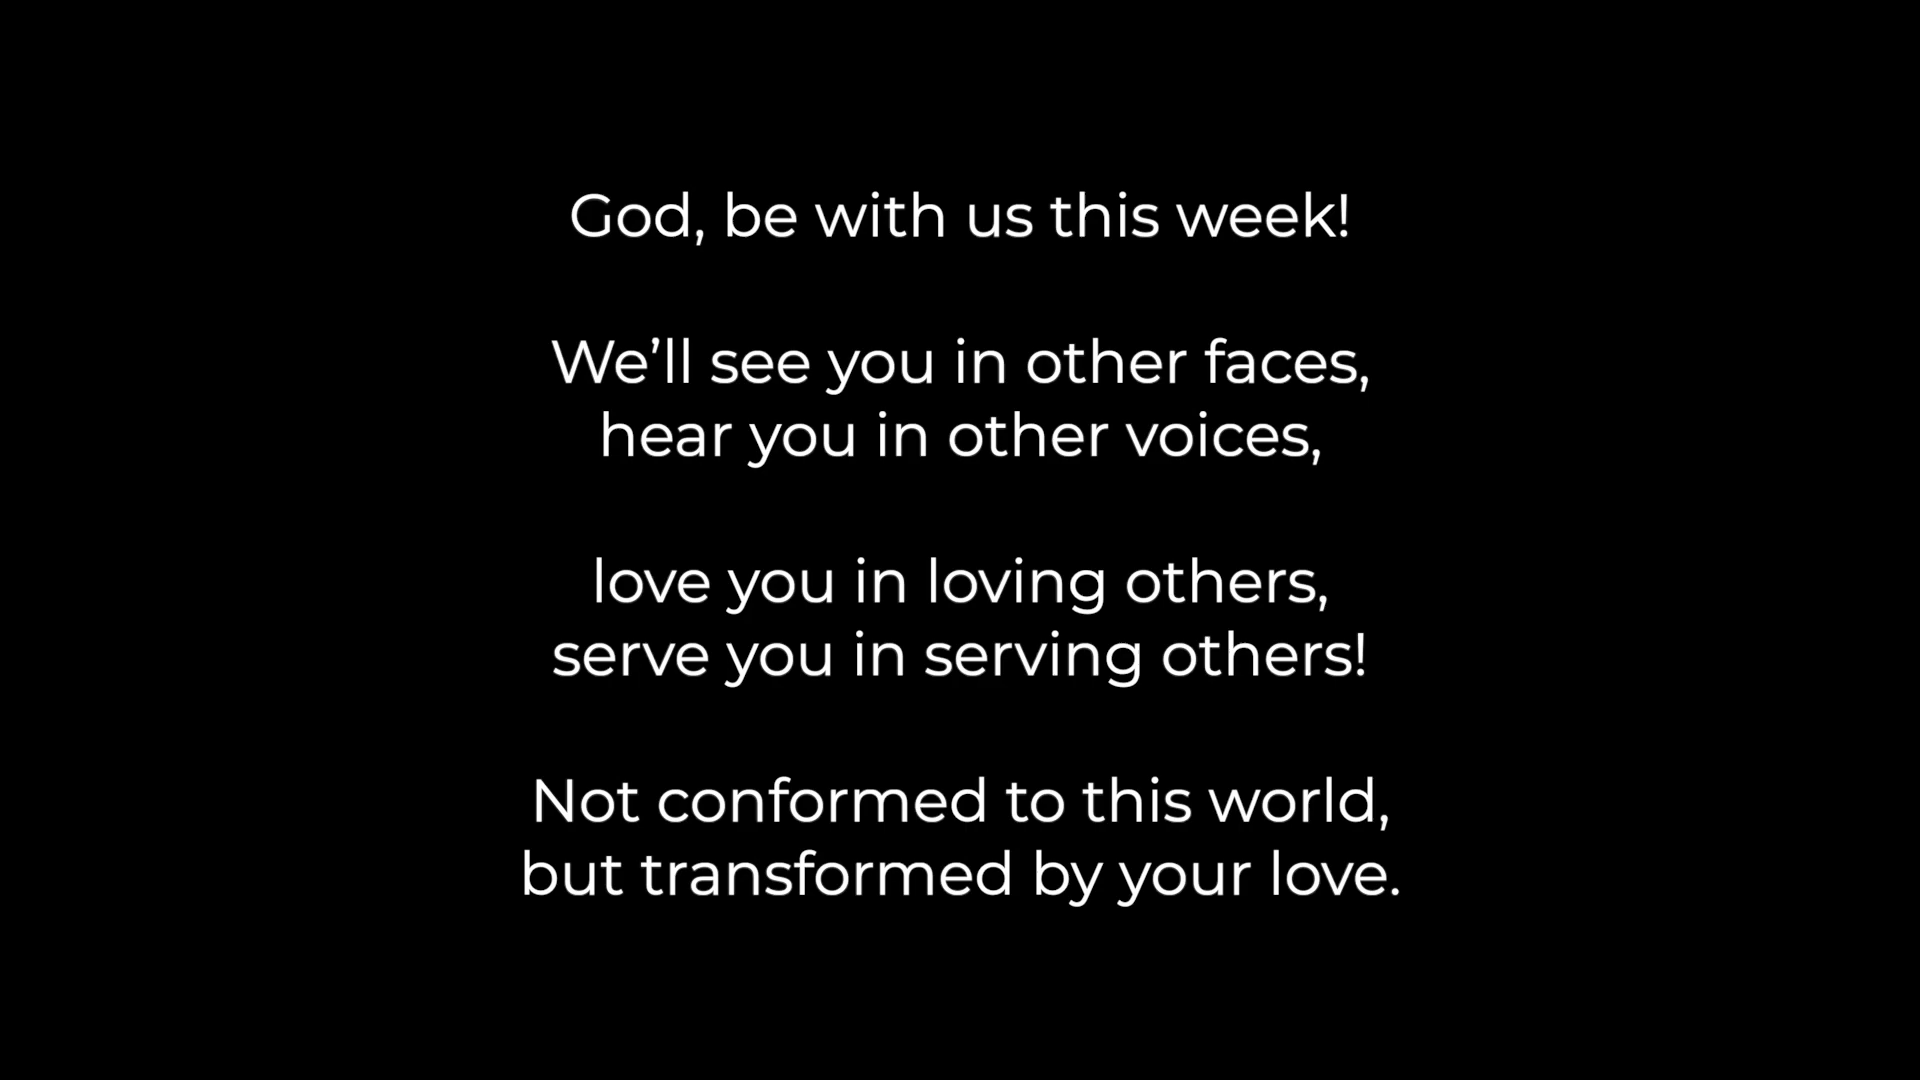 God, be with us this week!
We’ll see you in other faces,
hear you in other voices,
love you in loving others,
serve you in serving others!
Not conformed to this world,
but transformed by your love.